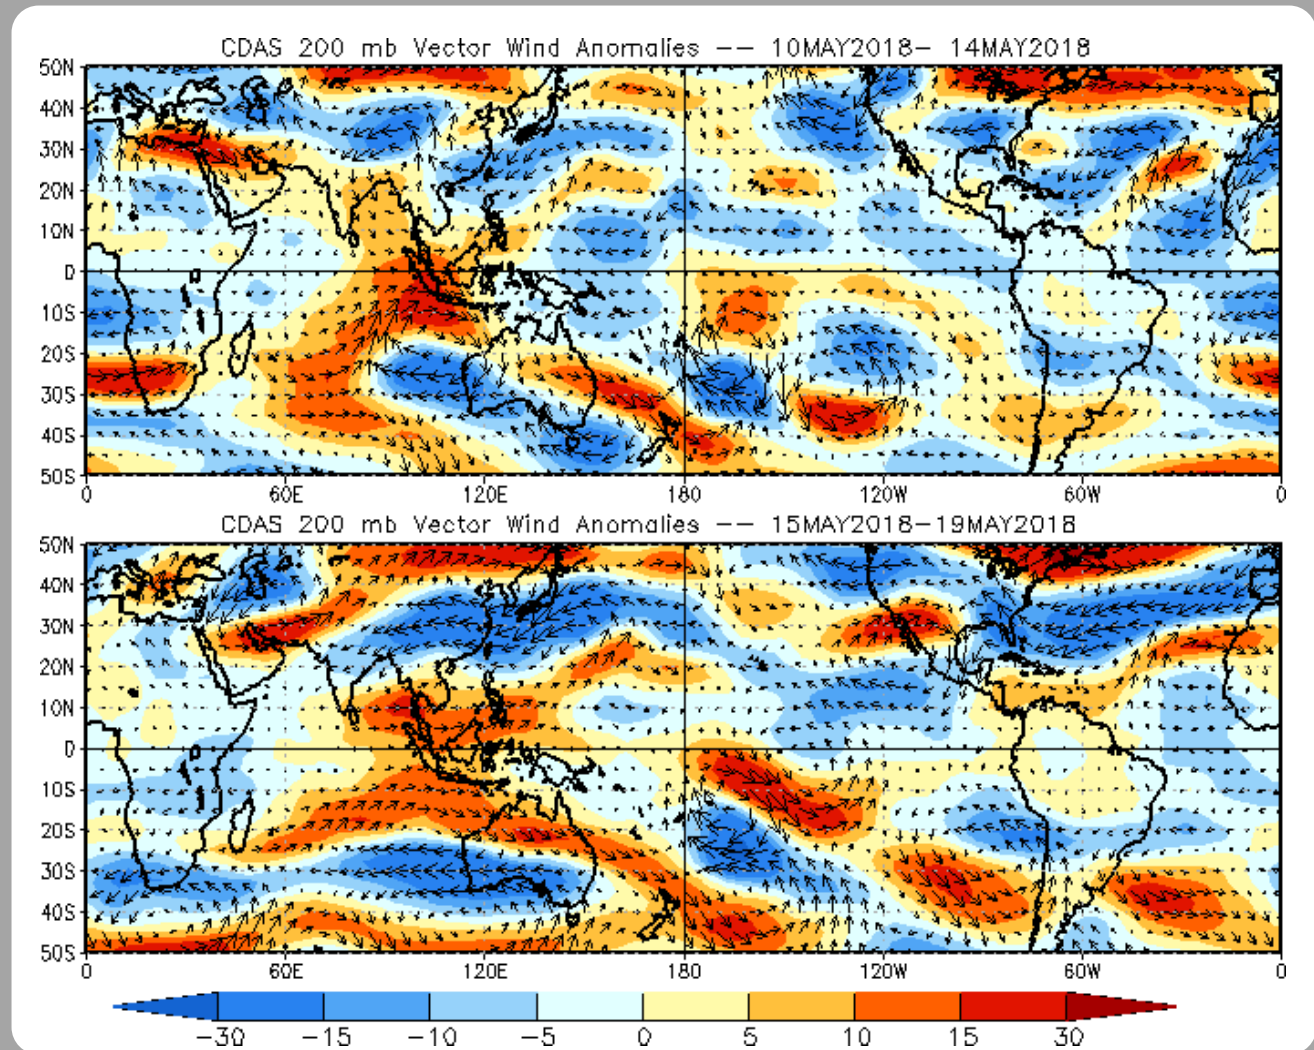 CDAS 200 mb Vector Wind Anomalies -- 10MAY2018- 14MAY2018
50N
40N
30N
20N
10N
0
10S
20S
30S
40S
50S
0 60E 120E 180 120W 60W 0
CDAS 200 mb Vector Wind Anomalies -- 15MAY2018-19MAY2018
50N
40N
30N
20N
10N
0
10S
20S
30S
40S
50S
0 60E 120E 180 120W 60W 0
-30 -15 -10 -5 0 5 10 15 30